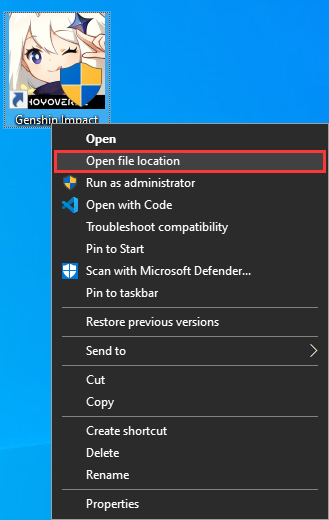 HOYOVER
Genshin Impact
Open
Open file location
Run as administrator
Open with Code
Troubleshoot compatibility
Pin to Start
Scan with Microsoft Defender...
Pin to taskbar
Restore previous versions
Send to
Cut
Copy
Create shortcut
Delete
Rename
Properties